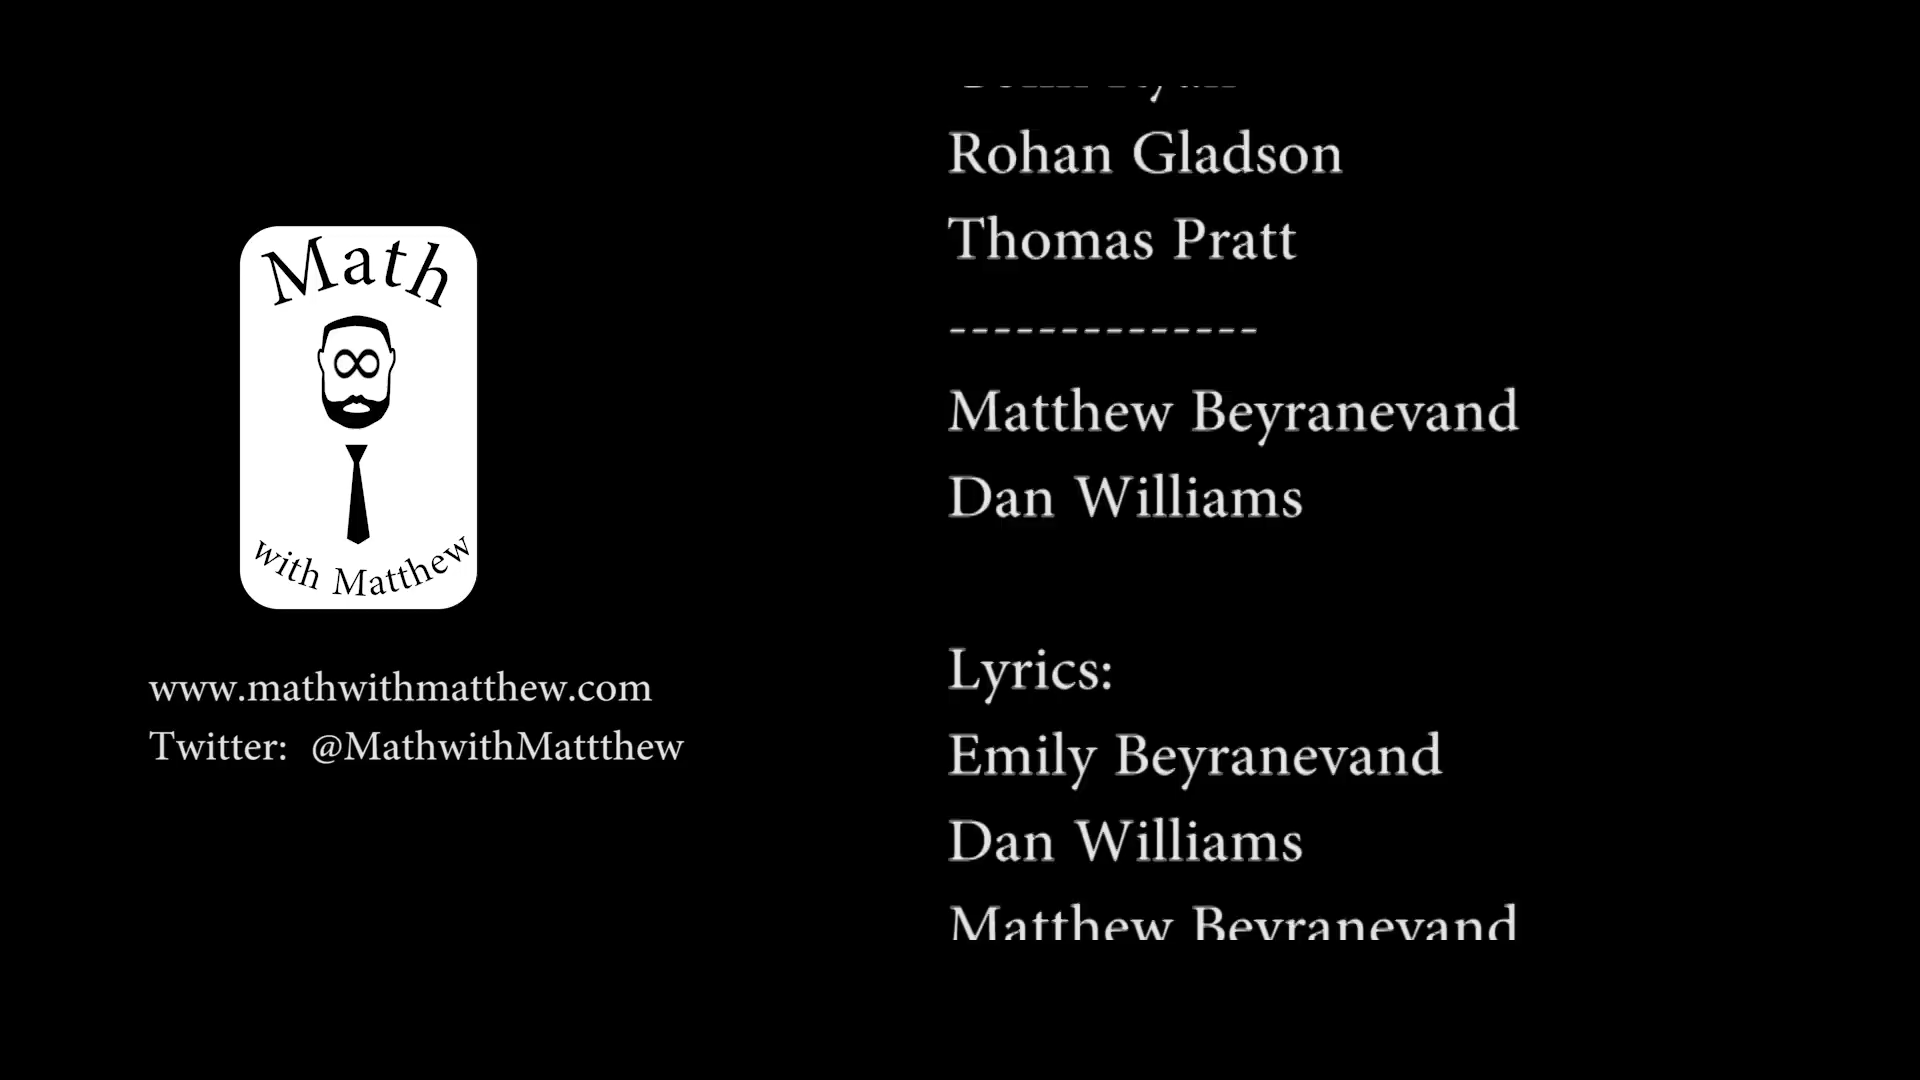 Math
with Matthew
www.mathwithmatthew.com
Twitter: @MathwithMattthew
Rohan Gladson
Thomas Pratt
--------------
Matthew Beyranevand
Dan Williams
Lyrics:
Emily Beyranevand
Dan Williams
Matthew Beyranevand